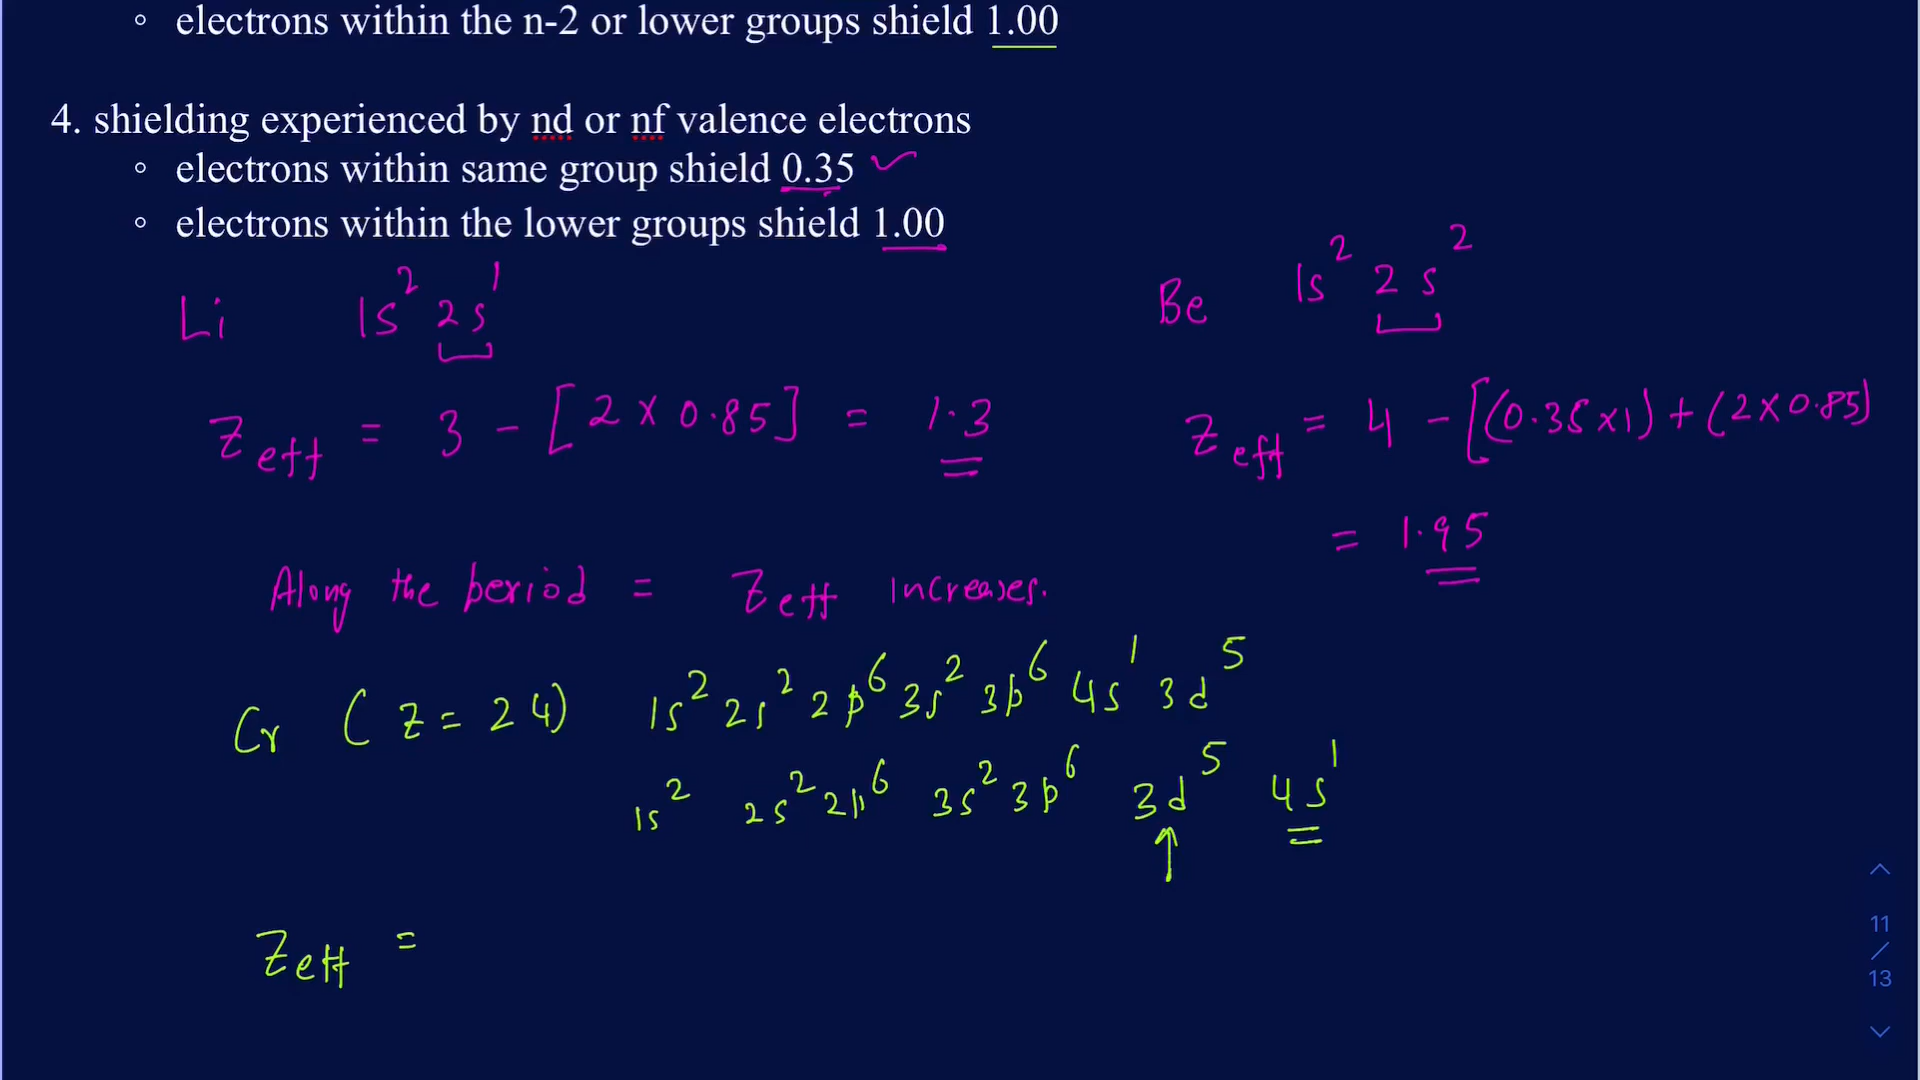 ◦ electrons within the n-2 or lower groups shield 1.00
4. shielding experienced by nd or nf valence electrons
◦ electrons within same group shield 0.35 ✓
◦ electrons within the lower groups shield 1.00
Li 1s² 2s¹
Be 1s² 2s²
Zeff = 3 - [2 × 0.85] = 1.3
Zeff = 4 - [(0.35 × 1) + (2 × 0.85)
= 1.95
Along the period = Zeff increases.
Cr (Z = 24) 1s² 2s² 2p⁶ 3s² 3p⁶ 4s¹ 3d⁵
1s² 2s² 2p⁶ 3s² 3p⁶ 3d⁵ 4s¹
Zeff =
11
/
13